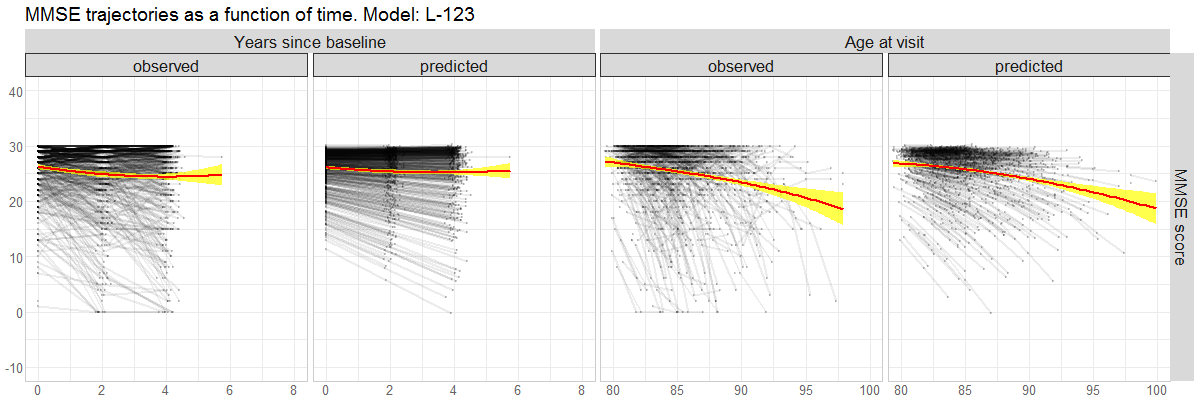 MMSE trajectories as a function of time. Model: L-123
Years since baseline
Age at visit
observed
predicted
observed
predicted
40
30
20
10
0
-10
MMSE score
0 2 4 6 8
0 2 4 6 8
80 85 90 95 100
80 85 90 95 100